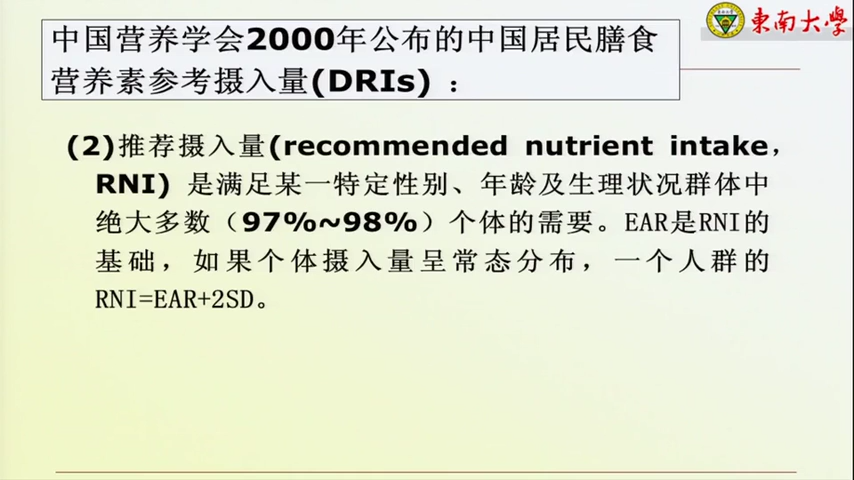 中国营养学会2000年公布的中国居民膳食
营养素参考摄入量(DRIs) ：
東南大學
(2)推荐摄入量(recommended nutrient intake，
RNI) 是满足某一特定性别、年龄及生理状况群体中
绝大多数（97%~98%）个体的需要。EAR是RNI的
基础，如果个体摄入量呈常态分布，一个人群的
RNI=EAR+2SD。